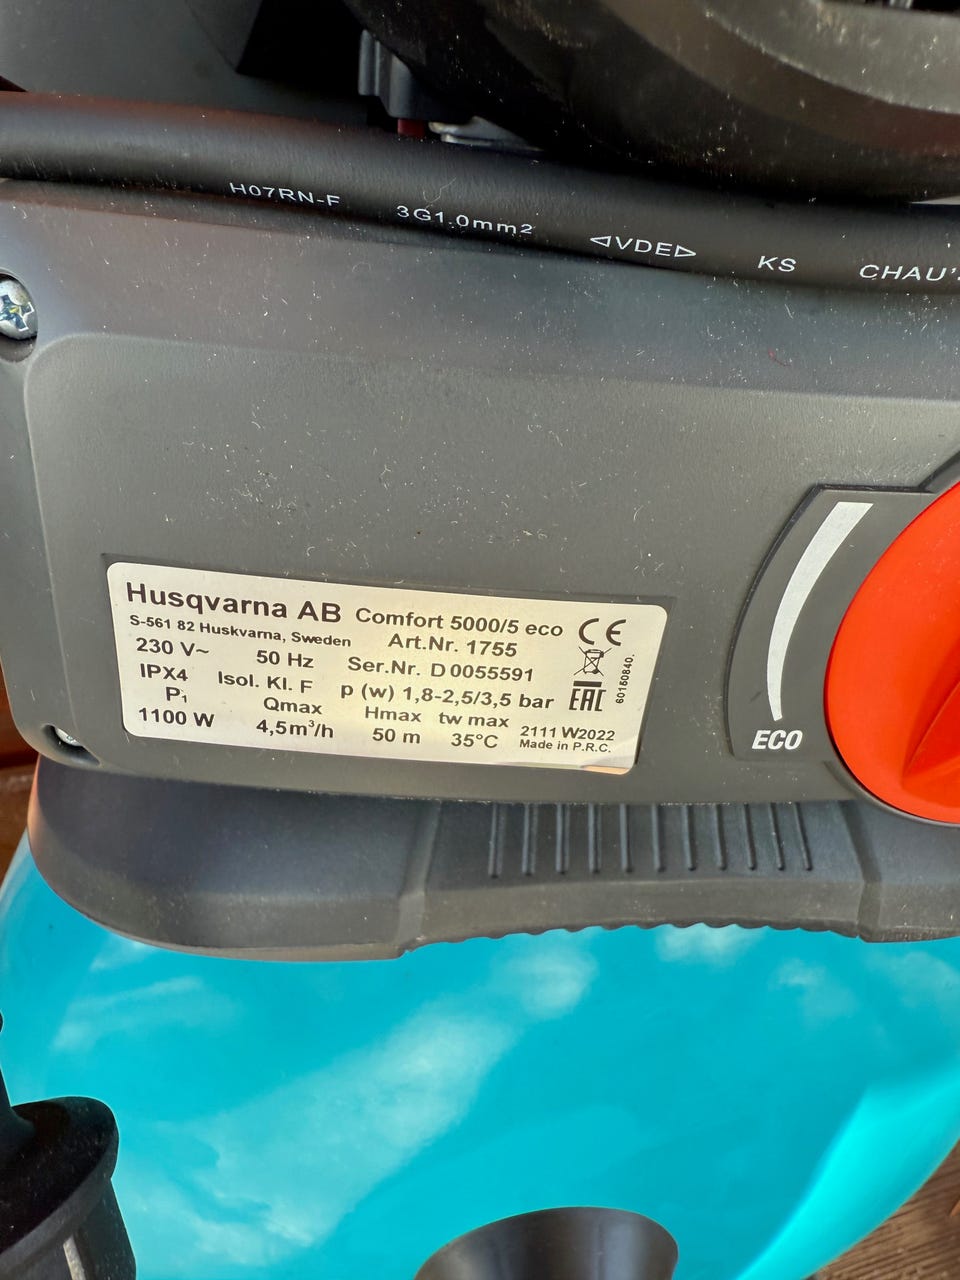 H07RN-F 3G1.0mm2 ◁VDE▷ KS CHAU'
Husqvarna AB Comfort 5000/5 eco CE
S-561 82 Huskvarna, Sweden Art.Nr. 1755
230 V~ 50 Hz Ser.Nr. D 0055591
IPX4 Isol. Kl. F p (w) 1,8-2,5/3,5 bar EAC
P₁ Qmax Hmax tw max
1100 W 4,5m³/h 50 m 35°C 2111 W2022
Made in P.R.C.
60150840.
ECO